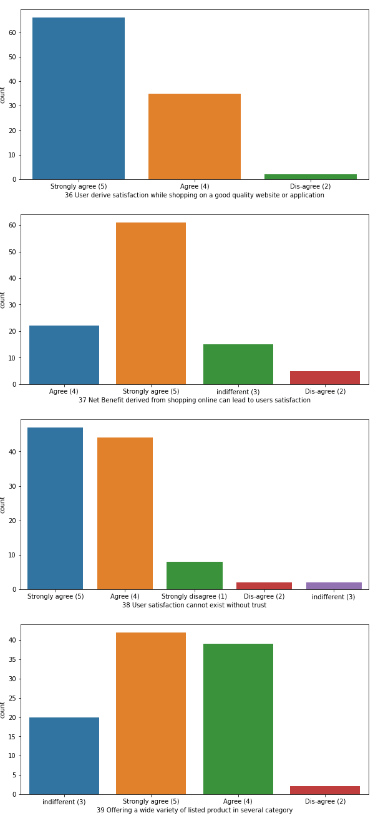 60
50
40
30
20
10
0
count
Strongly agree (5) Agree (4) Dis-agree (2)
36 User derive satisfaction while shopping on a good quality website or application
60
50
40
30
20
10
0
count
Agree (4) Strongly agree (5) indifferent (3) Dis-agree (2)
37 Net Benefit derived from shopping online can lead to users satisfaction
40
30
20
10
0
count
Strongly agree (5) Agree (4) Strongly disagree (1) Dis-agree (2) indifferent (3)
38 User satisfaction cannot exist without trust
40
35
30
25
20
15
10
5
0
count
indifferent (3) Strongly agree (5) Agree (4) Dis-agree (2)
39 Offering a wide variety of listed product in several category